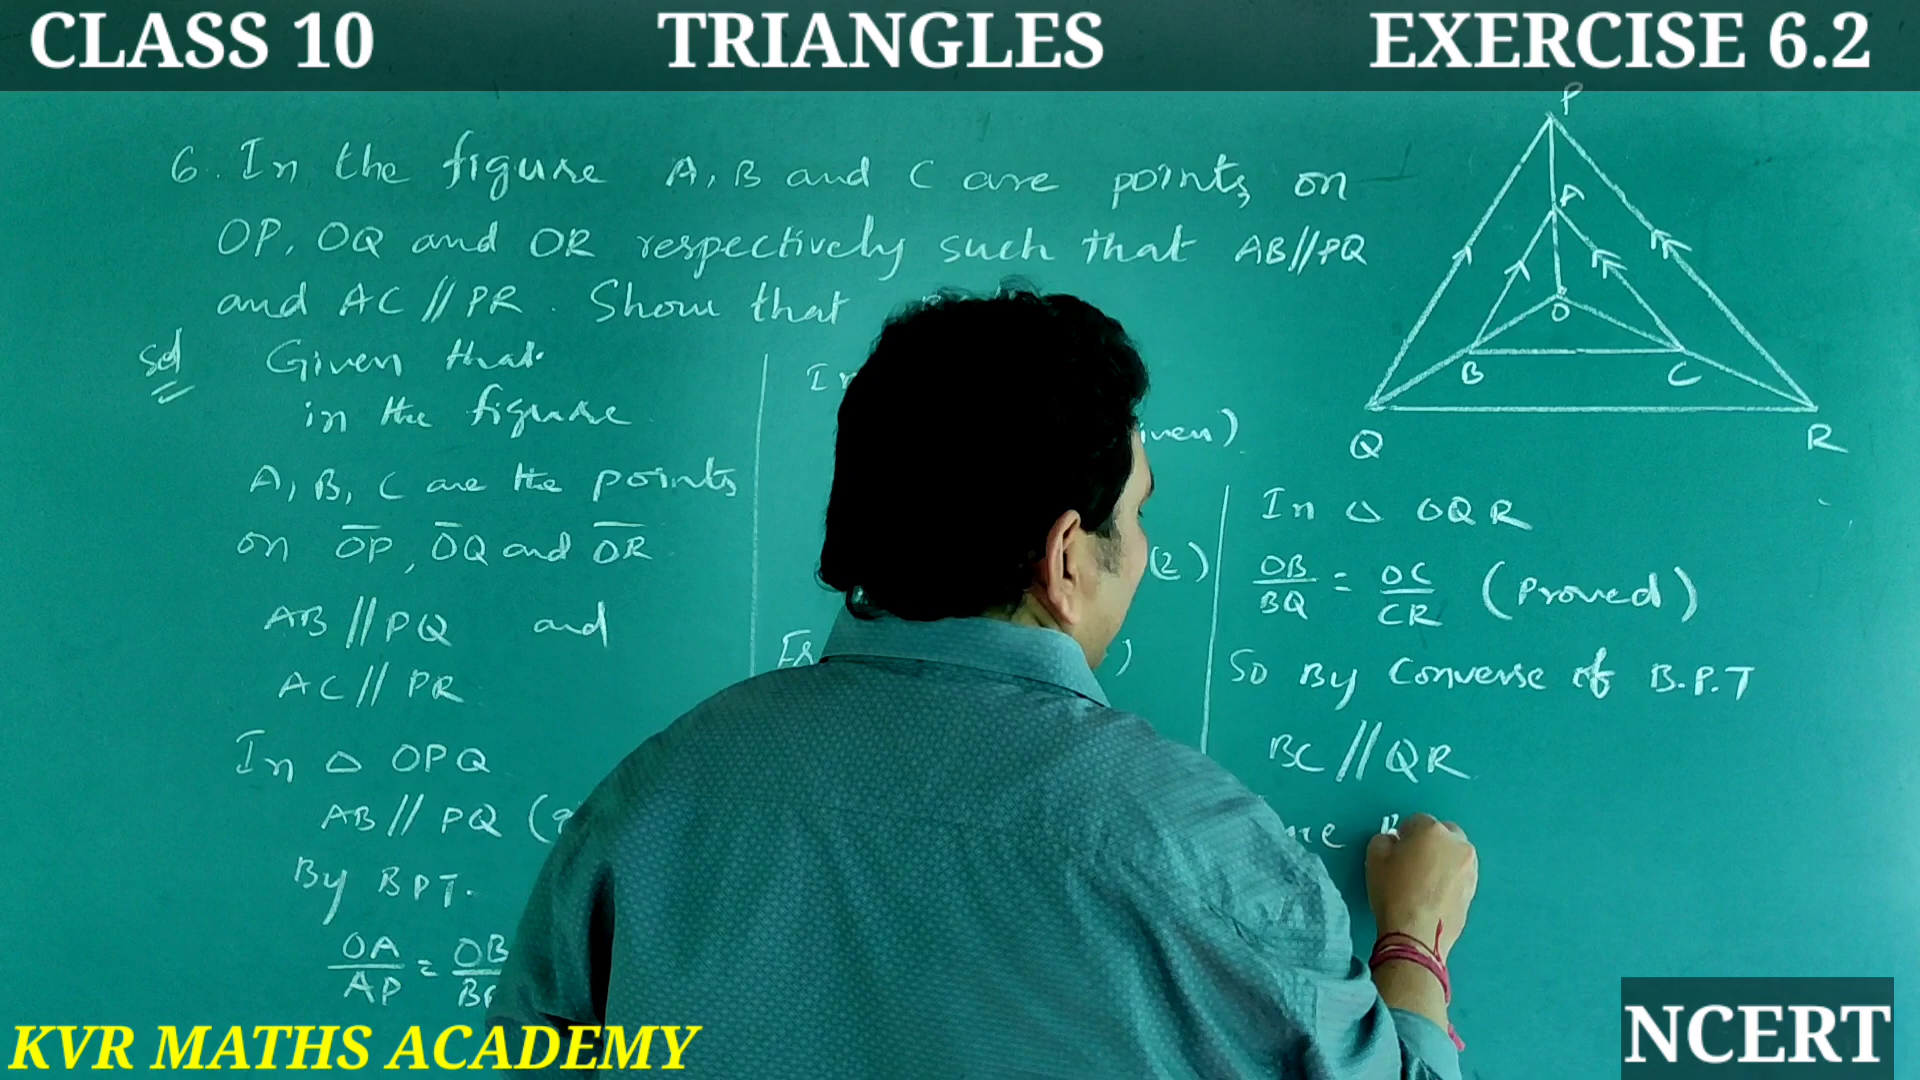 CLASS 10 TRIANGLES EXERCISE 6.2
6. In the figure A, B and C are points on
OP, OQ and OR respectively such that AB//PQ
and AC // PR. Show that
Sol Given that
in the figure
A, B, C are the points
on OP, OQ and OR
AB // PQ and
AC // PR
In △ OPQ
AB // PQ
By BPT.
OA/AP = OB
In
(2)
In △ OQR
OB/BQ = OC/CR (Proved)
So By Converse of B.P.T
BC // QR
P
A
O
B C
Q R
KVR MATHS ACADEMY
NCERT